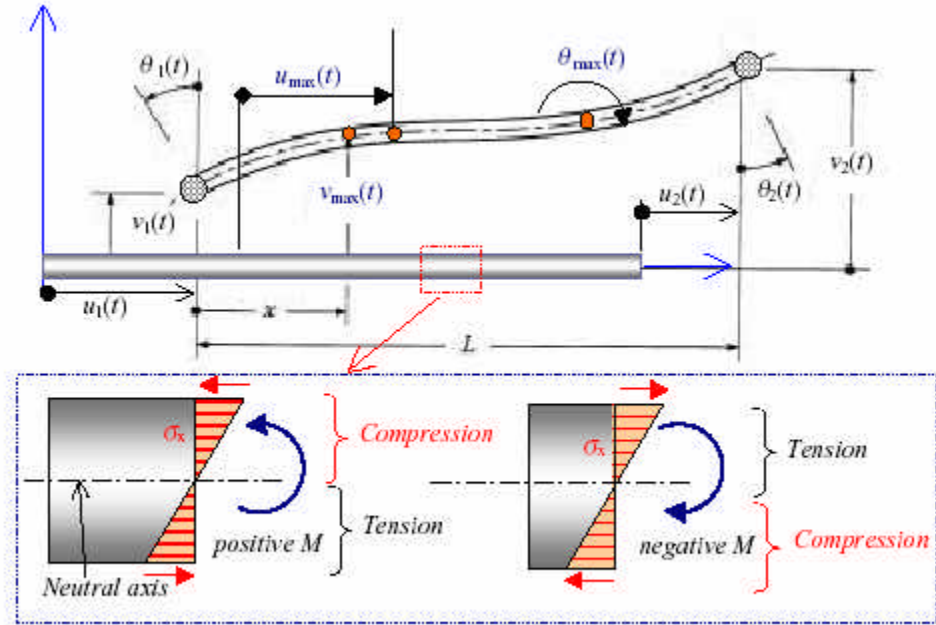 θ1(t)
umax(t)
θmax(t)
v1(t)
vmax(t)
u2(t)
θ2(t)
v2(t)
u1(t)
x
L
σx
Compression
Tension
positive M
Neutral axis
σx
Tension
negative M
Compression